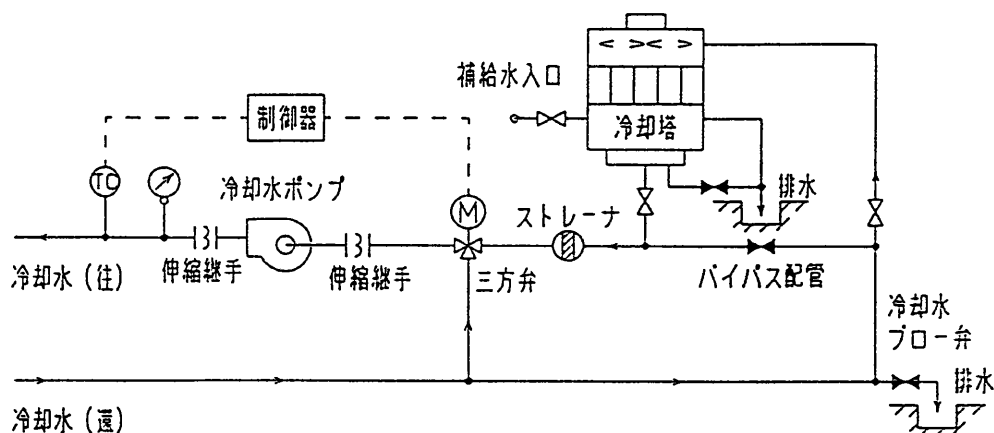 補給水入口
制御器
冷却塔
TC
冷却水ポンプ
M
ストレーナ
排水
伸縮継手
伸縮継手
三方弁
バイパス配管
冷却水（往）
冷却水
ブロー弁
排水
冷却水（還）